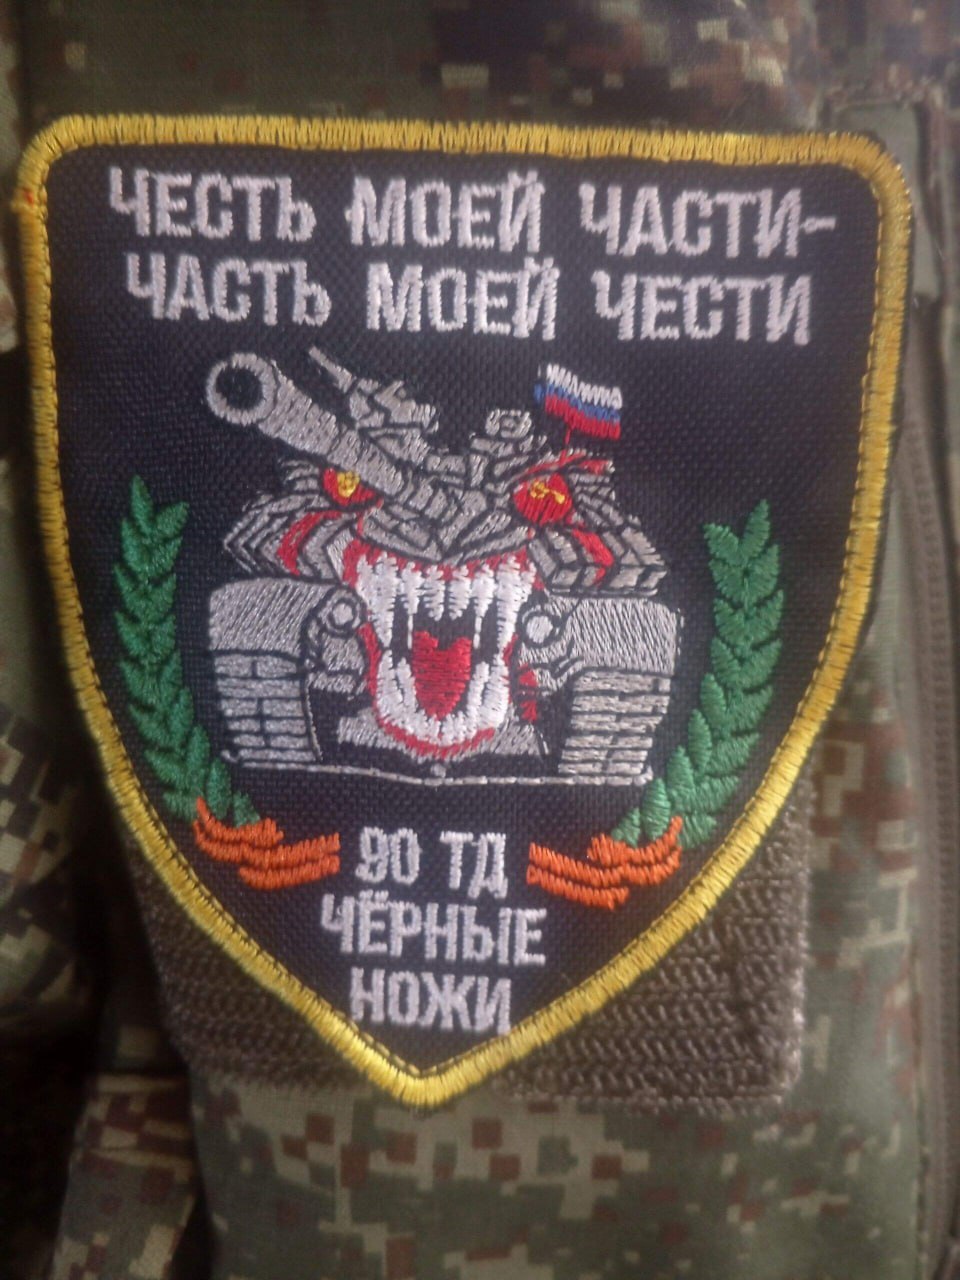 ЧЕСТЬ МОЕЙ ЧАСТИ-
ЧАСТЬ МОЕЙ ЧЕСТИ
90 ТД
ЧЁРНЫЕ
НОЖИ